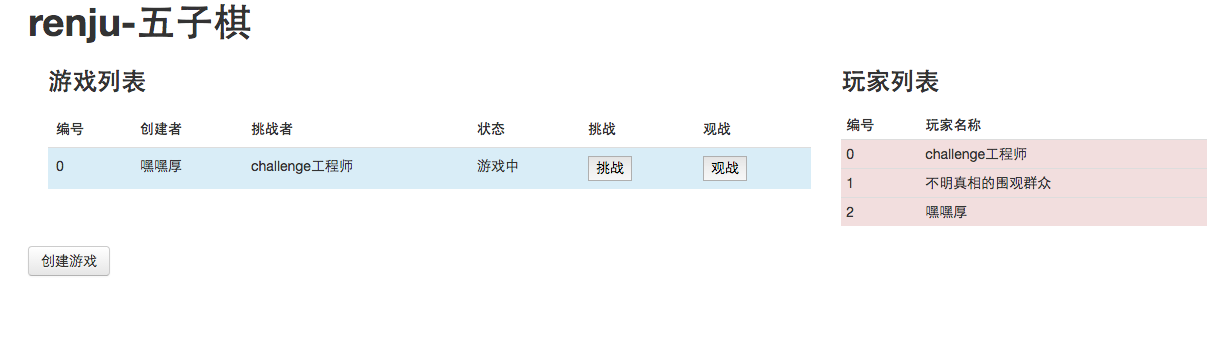 renju-五子棋
游戏列表
编号 创建者 挑战者 状态 挑战 观战
0 嘿嘿厚 challenge工程师 游戏中 挑战 观战
创建游戏
玩家列表
编号 玩家名称
0 challenge工程师
1 不明真相的围观群众
2 嘿嘿厚